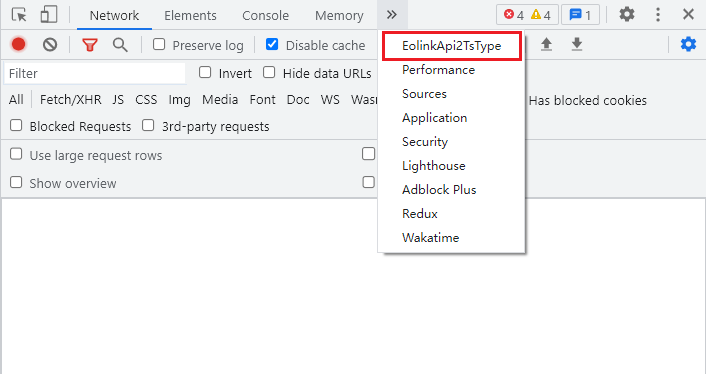 Network Elements Console Memory » 4 4 1
Preserve log Disable cache
Filter Invert Hide data URLs
All Fetch/XHR JS CSS Img Media Font Doc WS Wasm Has blocked cookies
Blocked Requests 3rd-party requests
Use large request rows
Show overview
EolinkApi2TsType
Performance
Sources
Application
Security
Lighthouse
Adblock Plus
Redux
Wakatime